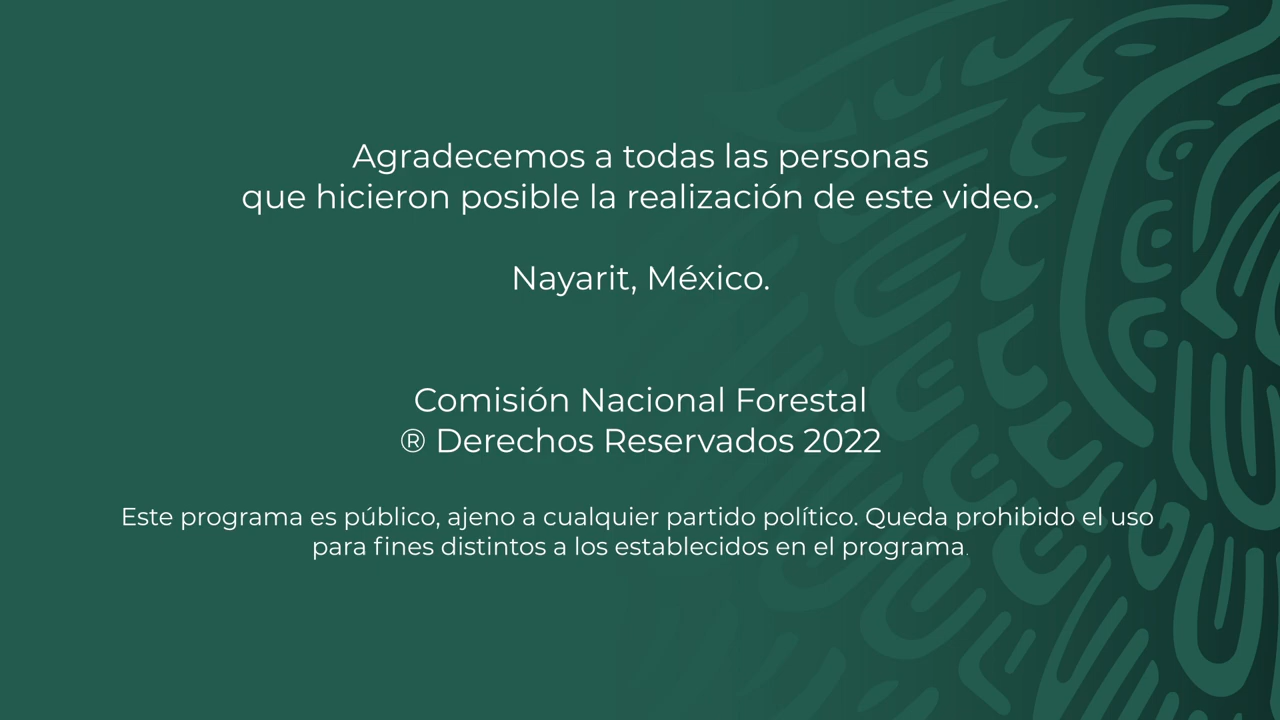 Agradecemos a todas las personas
que hicieron posible la realización de este video.
Nayarit, México.
Comisión Nacional Forestal
® Derechos Reservados 2022
Este programa es público, ajeno a cualquier partido político. Queda prohibido el uso
para fines distintos a los establecidos en el programa.